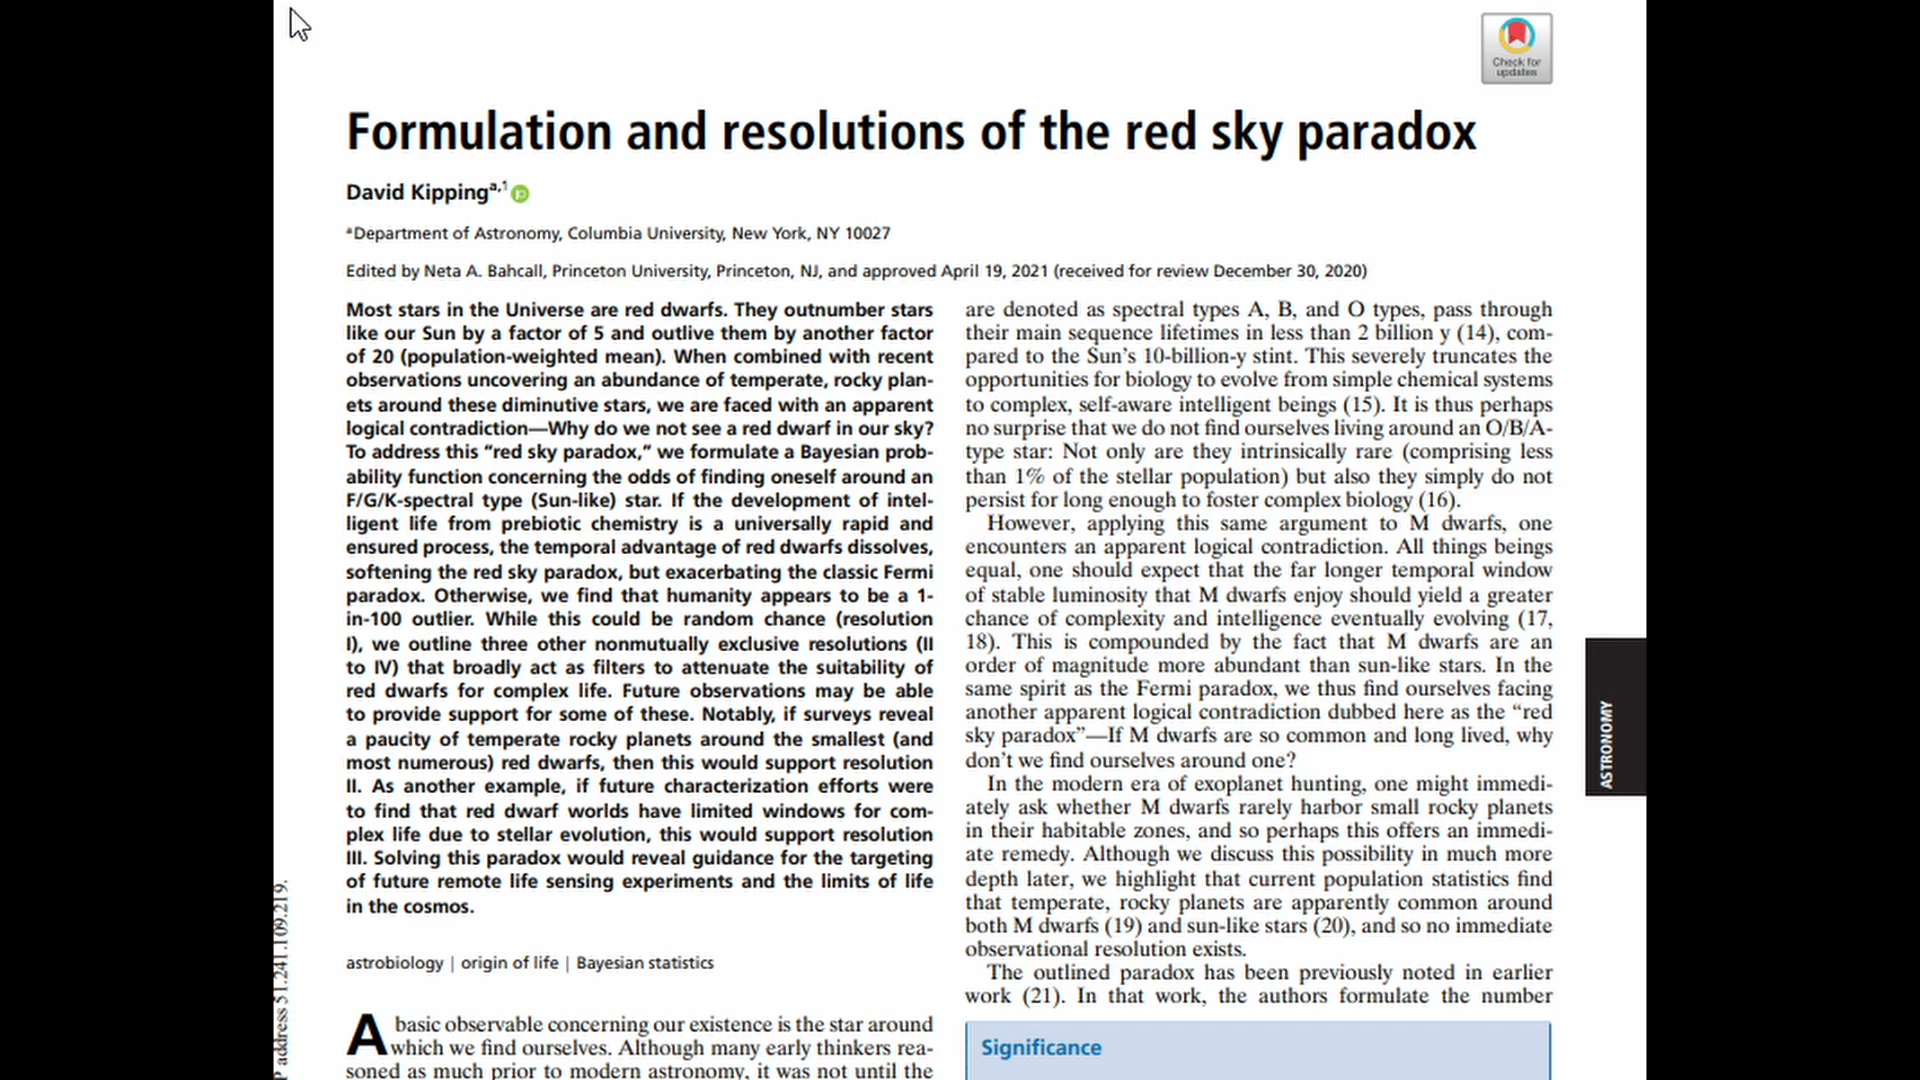 Check for
updates
Formulation and resolutions of the red sky paradox
David Kippinga,1
aDepartment of Astronomy, Columbia University, New York, NY 10027
Edited by Neta A. Bahcall, Princeton University, Princeton, NJ, and approved April 19, 2021 (received for review December 30, 2020)
Most stars in the Universe are red dwarfs. They outnumber stars
like our Sun by a factor of 5 and outlive them by another factor
of 20 (population-weighted mean). When combined with recent
observations uncovering an abundance of temperate, rocky plan-
ets around these diminutive stars, we are faced with an apparent
logical contradiction—Why do we not see a red dwarf in our sky?
To address this “red sky paradox,” we formulate a Bayesian prob-
ability function concerning the odds of finding oneself around an
F/G/K-spectral type (Sun-like) star. If the development of intel-
ligent life from prebiotic chemistry is a universally rapid and
ensured process, the temporal advantage of red dwarfs dissolves,
softening the red sky paradox, but exacerbating the classic Fermi
paradox. Otherwise, we find that humanity appears to be a 1-
in-100 outlier. While this could be random chance (resolution
I), we outline three other nonmutually exclusive resolutions (II
to IV) that broadly act as filters to attenuate the suitability of
red dwarfs for complex life. Future observations may be able
to provide support for some of these. Notably, if surveys reveal
a paucity of temperate rocky planets around the smallest (and
most numerous) red dwarfs, then this would support resolution
II. As another example, if future characterization efforts were
to find that red dwarf worlds have limited windows for com-
plex life due to stellar evolution, this would support resolution
III. Solving this paradox would reveal guidance for the targeting
of future remote life sensing experiments and the limits of life
in the cosmos.
astrobiology | origin of life | Bayesian statistics
A basic observable concerning our existence is the star around
which we find ourselves. Although many early thinkers rea-
soned as much prior to modern astronomy, it was not until the
are denoted as spectral types A, B, and O types, pass through
their main sequence lifetimes in less than 2 billion y (14), com-
pared to the Sun’s 10-billion-y stint. This severely truncates the
opportunities for biology to evolve from simple chemical systems
to complex, self-aware intelligent beings (15). It is thus perhaps
no surprise that we do not find ourselves living around an O/B/A-
type star: Not only are they intrinsically rare (comprising less
than 1% of the stellar population) but also they simply do not
persist for long enough to foster complex biology (16).
However, applying this same argument to M dwarfs, one
encounters an apparent logical contradiction. All things beings
equal, one should expect that the far longer temporal window
of stable luminosity that M dwarfs enjoy should yield a greater
chance of complexity and intelligence eventually evolving (17,
18). This is compounded by the fact that M dwarfs are an
order of magnitude more abundant than sun-like stars. In the
same spirit as the Fermi paradox, we thus find ourselves facing
another apparent logical contradiction dubbed here as the “red
sky paradox”—If M dwarfs are so common and long lived, why
don’t we find ourselves around one?
In the modern era of exoplanet hunting, one might immedi-
ately ask whether M dwarfs rarely harbor small rocky planets
in their habitable zones, and so perhaps this offers an immedi-
ate remedy. Although we discuss this possibility in much more
depth later, we highlight that current population statistics find
that temperate, rocky planets are apparently common around
both M dwarfs (19) and sun-like stars (20), and so no immediate
observational resolution exists.
The outlined paradox has been previously noted in earlier
work (21). In that work, the authors formulate the number
Significance
ASTRONOMY
P address 51.241.109.219.